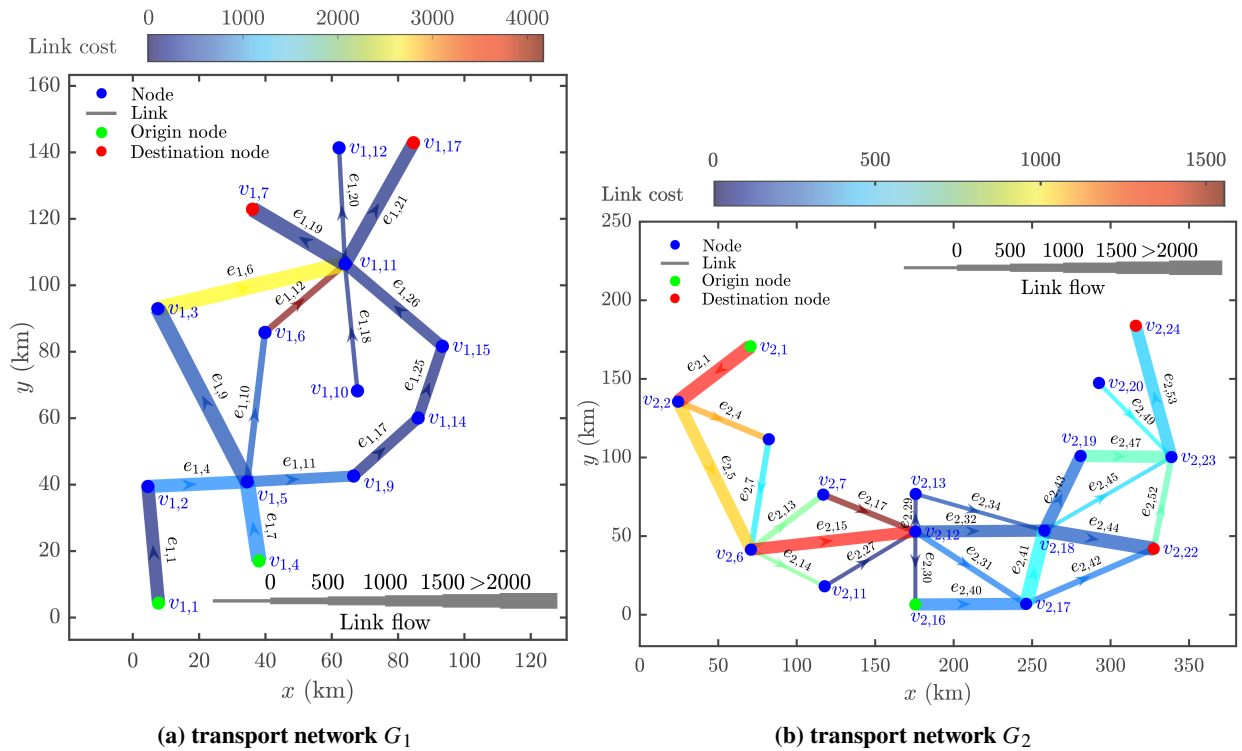 0 1000 2000 3000 4000
Link cost
160
140
120
100
80
60
40
20
0
y (km)
Node
Link
Origin node
Destination node
v1,12
v1,17
v1,7
e1,20
e1,21
e1,19
v1,11
e1,6
e1,12
e1,26
v1,3
v1,6
e1,18
v1,15
e1,9
e1,10
v1,10
e1,25
v1,14
e1,17
e1,4
e1,11
v1,2
v1,5
v1,9
e1,1
e1,7
v1,4
v1,1
0 500 1000 1500 >2000
Link flow
0 20 40 60 80 100 120
x (km)
(a) transport network G1
0 500 1000 1500
Link cost
250
200
150
100
50
0
y (km)
Node
Link
Origin node
Destination node
0 500 1000 1500 >2000
Link flow
v2,1
v2,24
e2,1
v2,2
v2,20
e2,4
e2,49
e2,53
v2,19
e2,47
v2,23
e2,5
e2,7
v2,7
v2,13
e2,43
e2,45
e2,13
e2,17
e2,29
e2,34
e2,52
e2,15
e2,32
e2,44
v2,6
v2,12
v2,18
v2,22
e2,14
e2,27
e2,30
e2,31
e2,41
e2,42
v2,11
e2,40
v2,16
v2,17
0 50 100 150 200 250 300 350
x (km)
(b) transport network G2